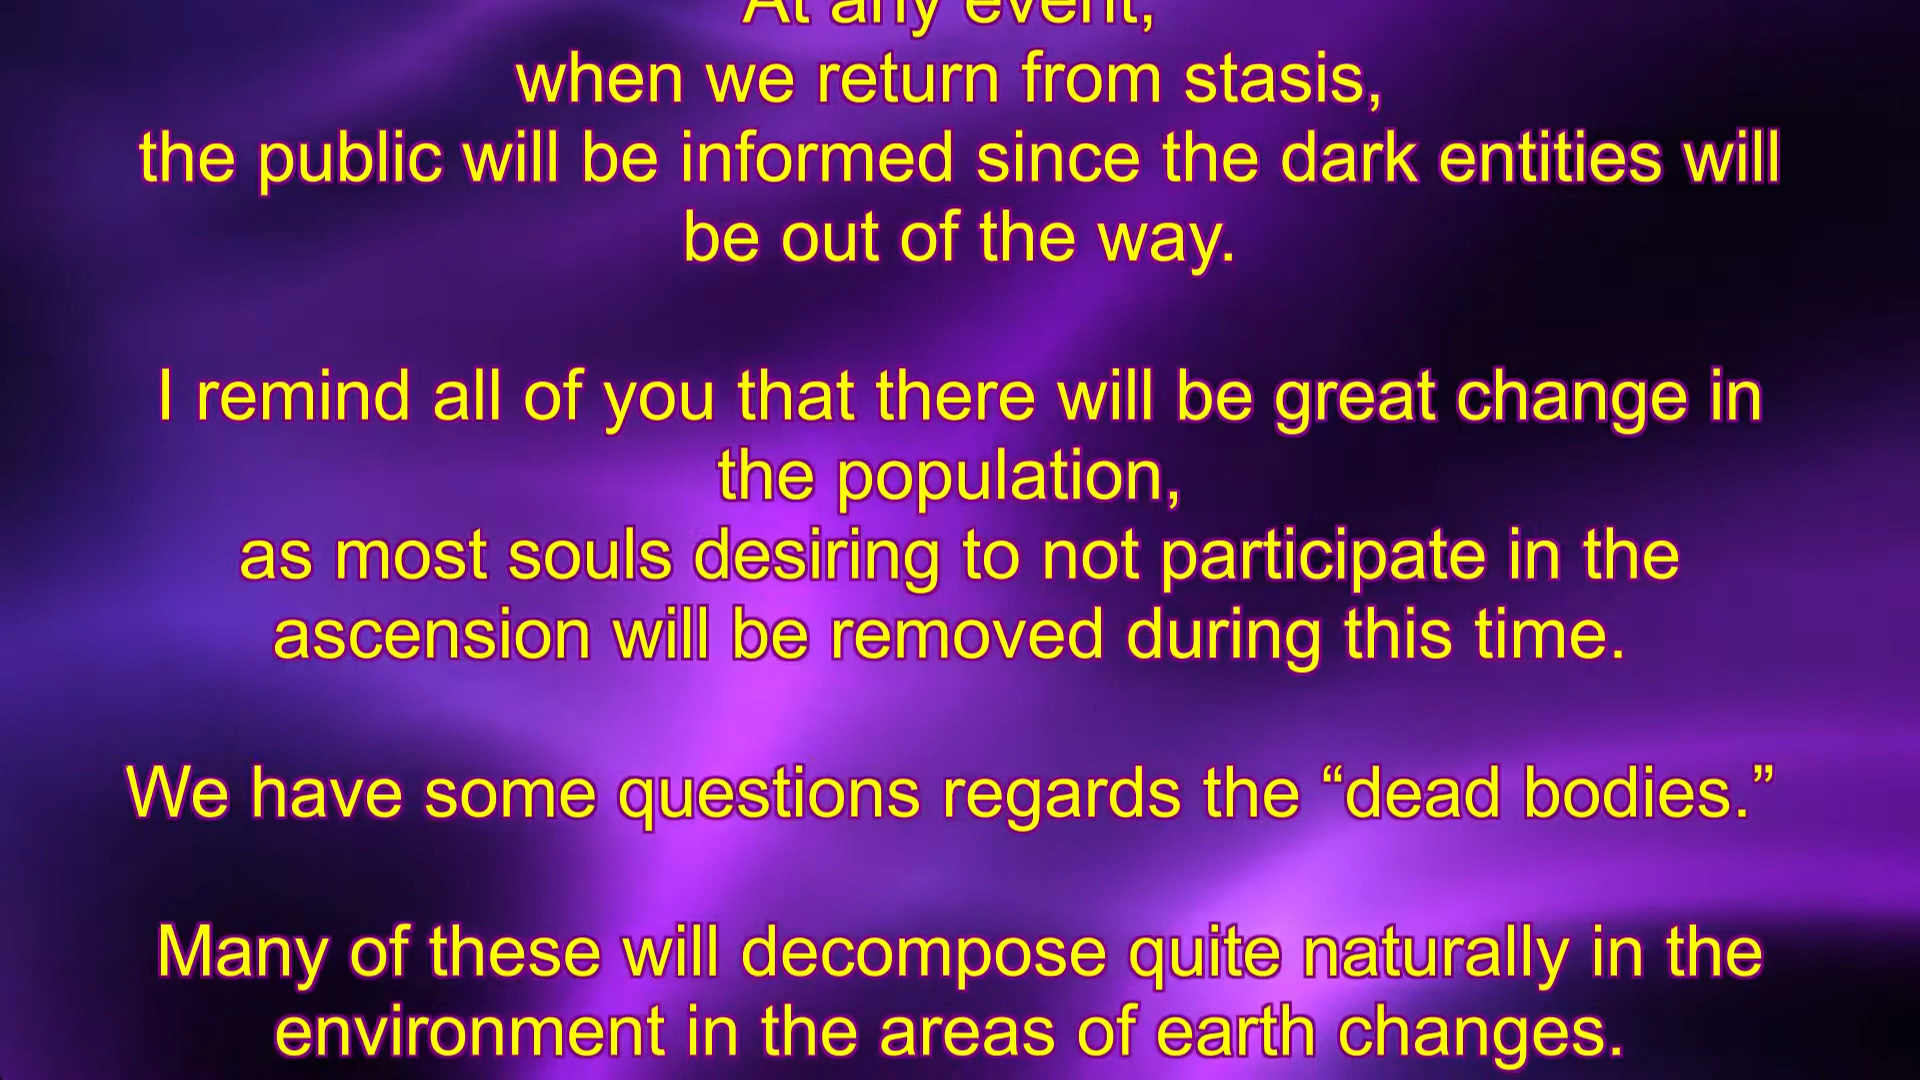 At any event,
when we return from stasis,
the public will be informed since the dark entities will
be out of the way.
I remind all of you that there will be great change in
the population,
as most souls desiring to not participate in the
ascension will be removed during this time.
We have some questions regards the “dead bodies.”
Many of these will decompose quite naturally in the
environment in the areas of earth changes.